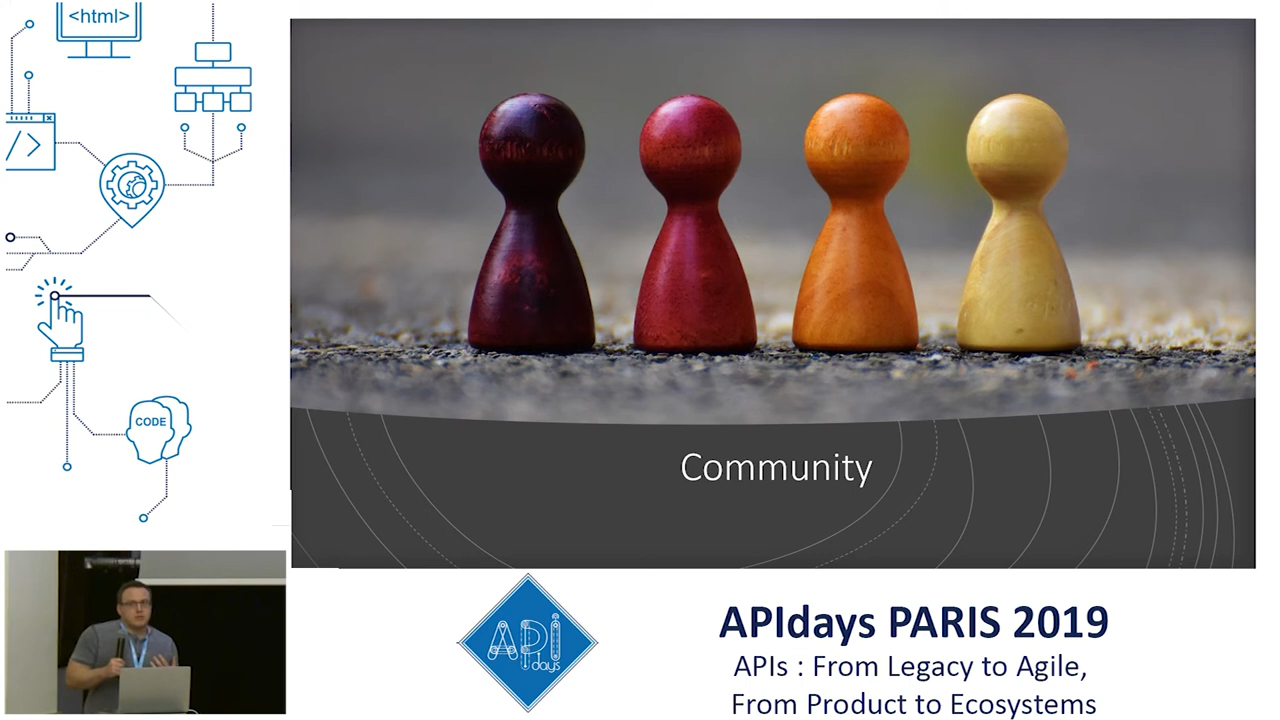 <html>
</>
CODE
Community
API
days
APIdays PARIS 2019
APIs : From Legacy to Agile,
From Product to Ecosystems